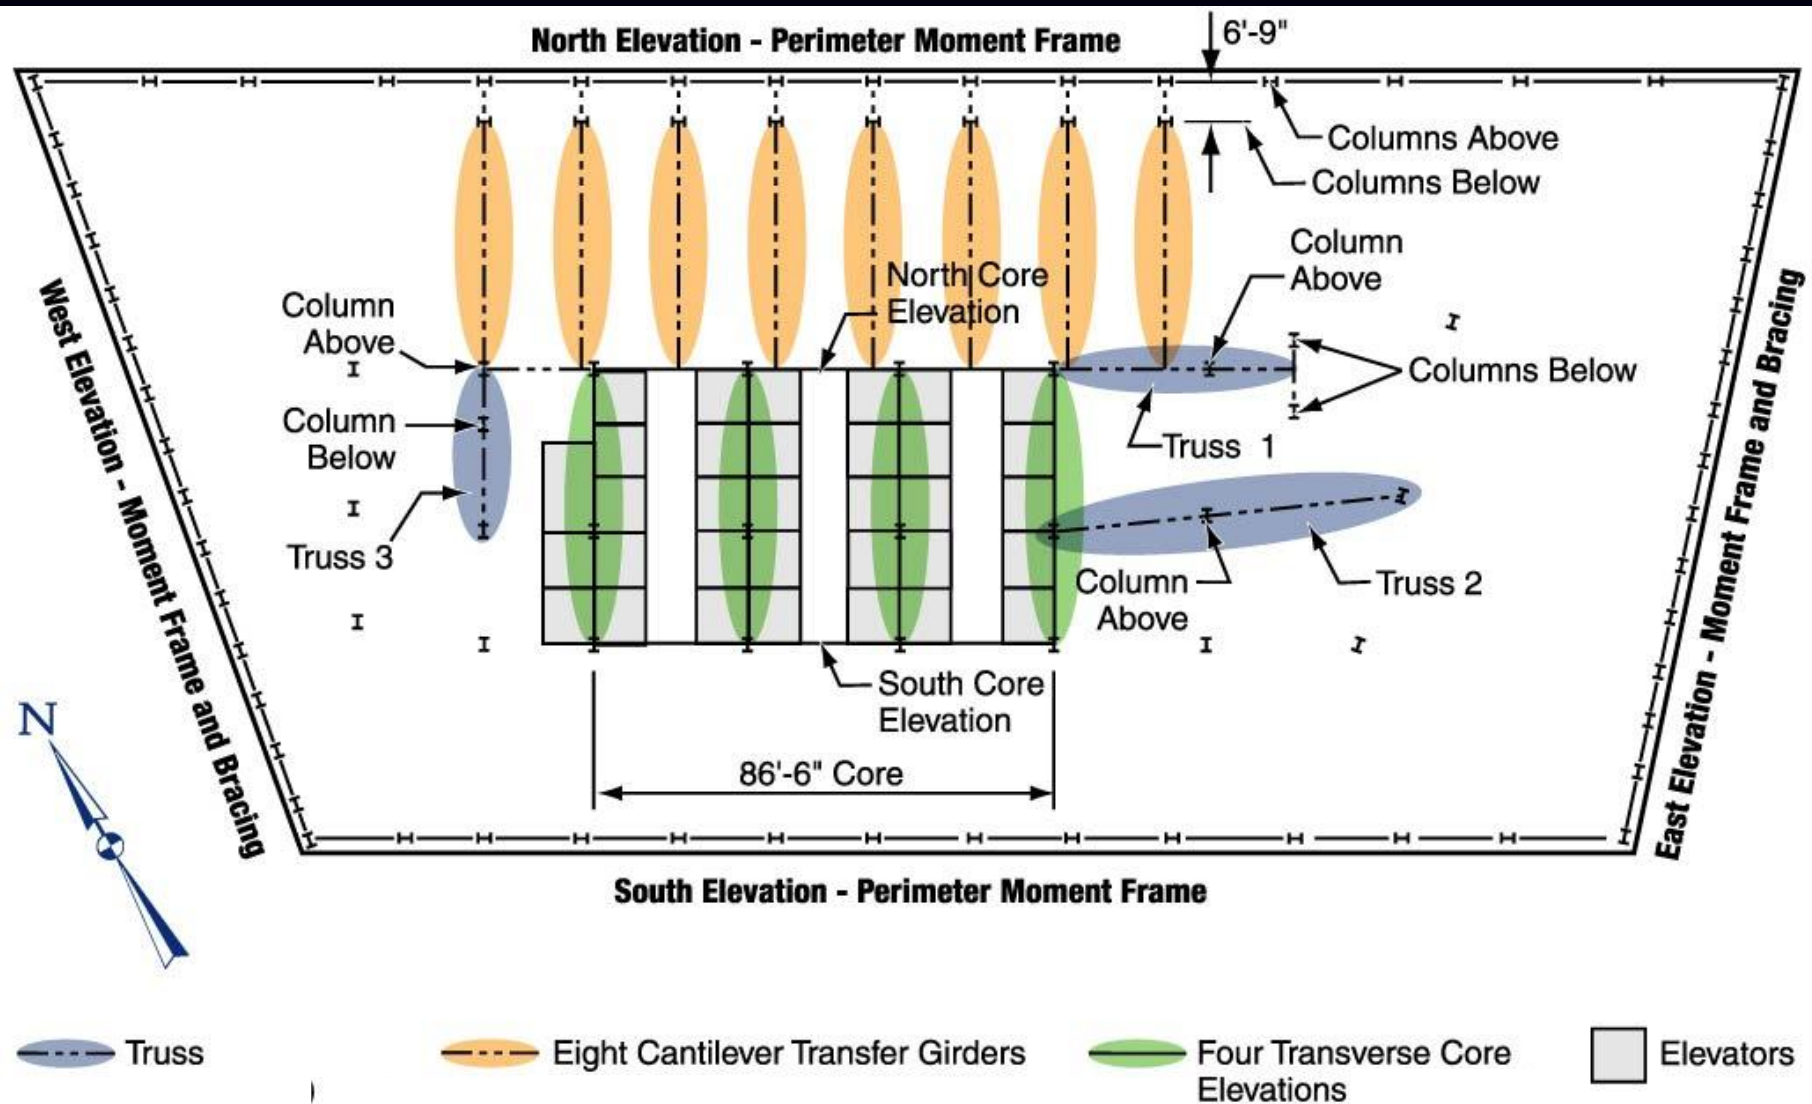 North Elevation - Perimeter Moment Frame
6'-9"
Columns Above
Columns Below
Column
Above
North Core
Elevation
Column
Above
Columns Below
Column
Below
Truss 1
Truss 3
Truss 2
Column
Above
South Core
Elevation
86'-6" Core
West Elevation - Moment Frame and Bracing
East Elevation - Moment Frame and Bracing
N
South Elevation - Perimeter Moment Frame
Truss
Eight Cantilever Transfer Girders
Four Transverse Core
Elevations
Elevators
)